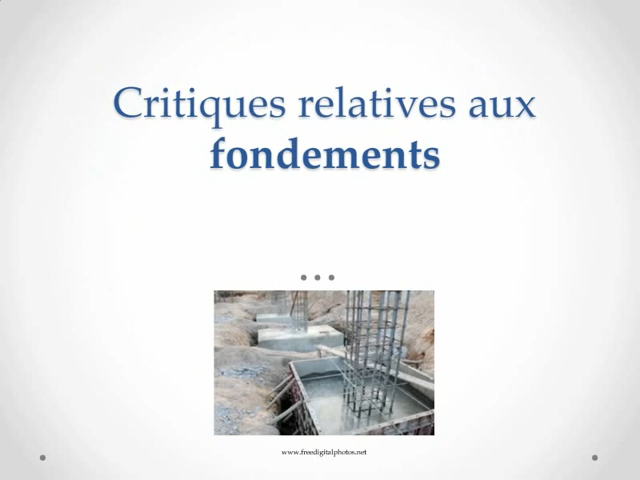 Critiques relatives aux
fondements
www.freedigitalphotos.net